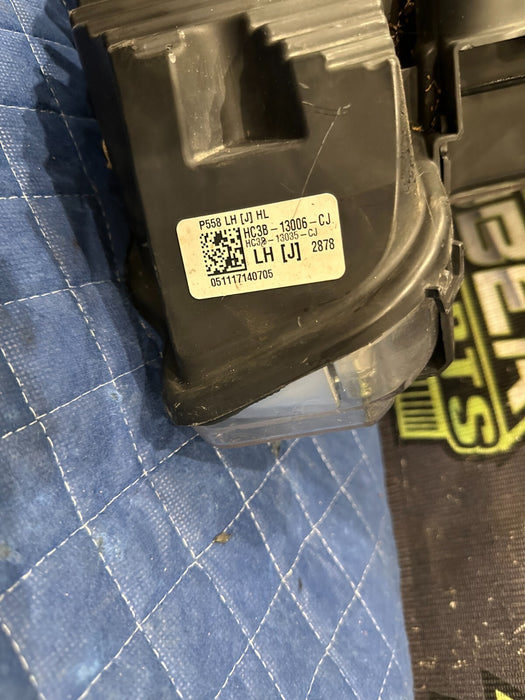 P558 LH [J] HL
HC3B-13006-CJ
HC3B-13035-CJ
LH [J] 2878
051117140705